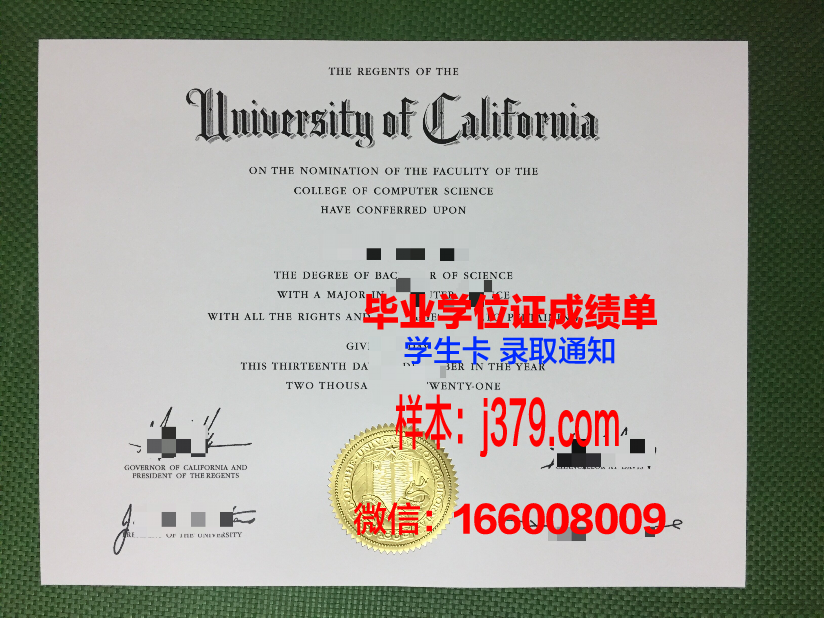 THE REGENTS OF THE
University of California
ON THE NOMINATION OF THE FACULITY OF THE
COLLEGE OF COMPUTER SCIENCE
HAVE CONFERRED UPON
THE DEGREE OF BAC R OF SCIENCE
WITH A MAJOR IN
毕业学位证成绩单
WITH ALL THE RIGHTS AND
学生卡 录取通知
THIS THIRTEENTH BER IN THE YEAR
TWO WENTY-ONE
样本：j379.com
GOVERNOR OF CALIFORNIA AND
PRESIDENT OF THE REGENTS
微信：166008009
OF THE UNIVERSITY